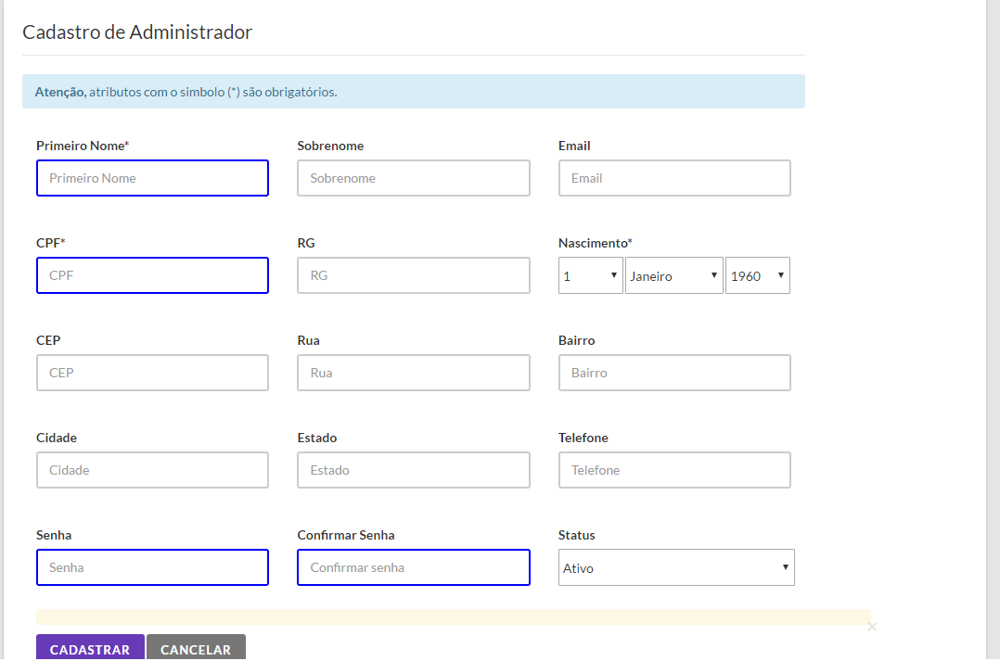 Cadastro de Administrador
Atenção, atributos com o simbolo (*) são obrigatórios.
Primeiro Nome* Sobrenome Email
Primeiro Nome Sobrenome Email
CPF* RG Nascimento*
CPF RG 1 Janeiro 1960
CEP Rua Bairro
CEP Rua Bairro
Cidade Estado Telefone
Cidade Estado Telefone
Senha Confirmar Senha Status
Senha Confirmar senha Ativo
×
CADASTRAR CANCELAR